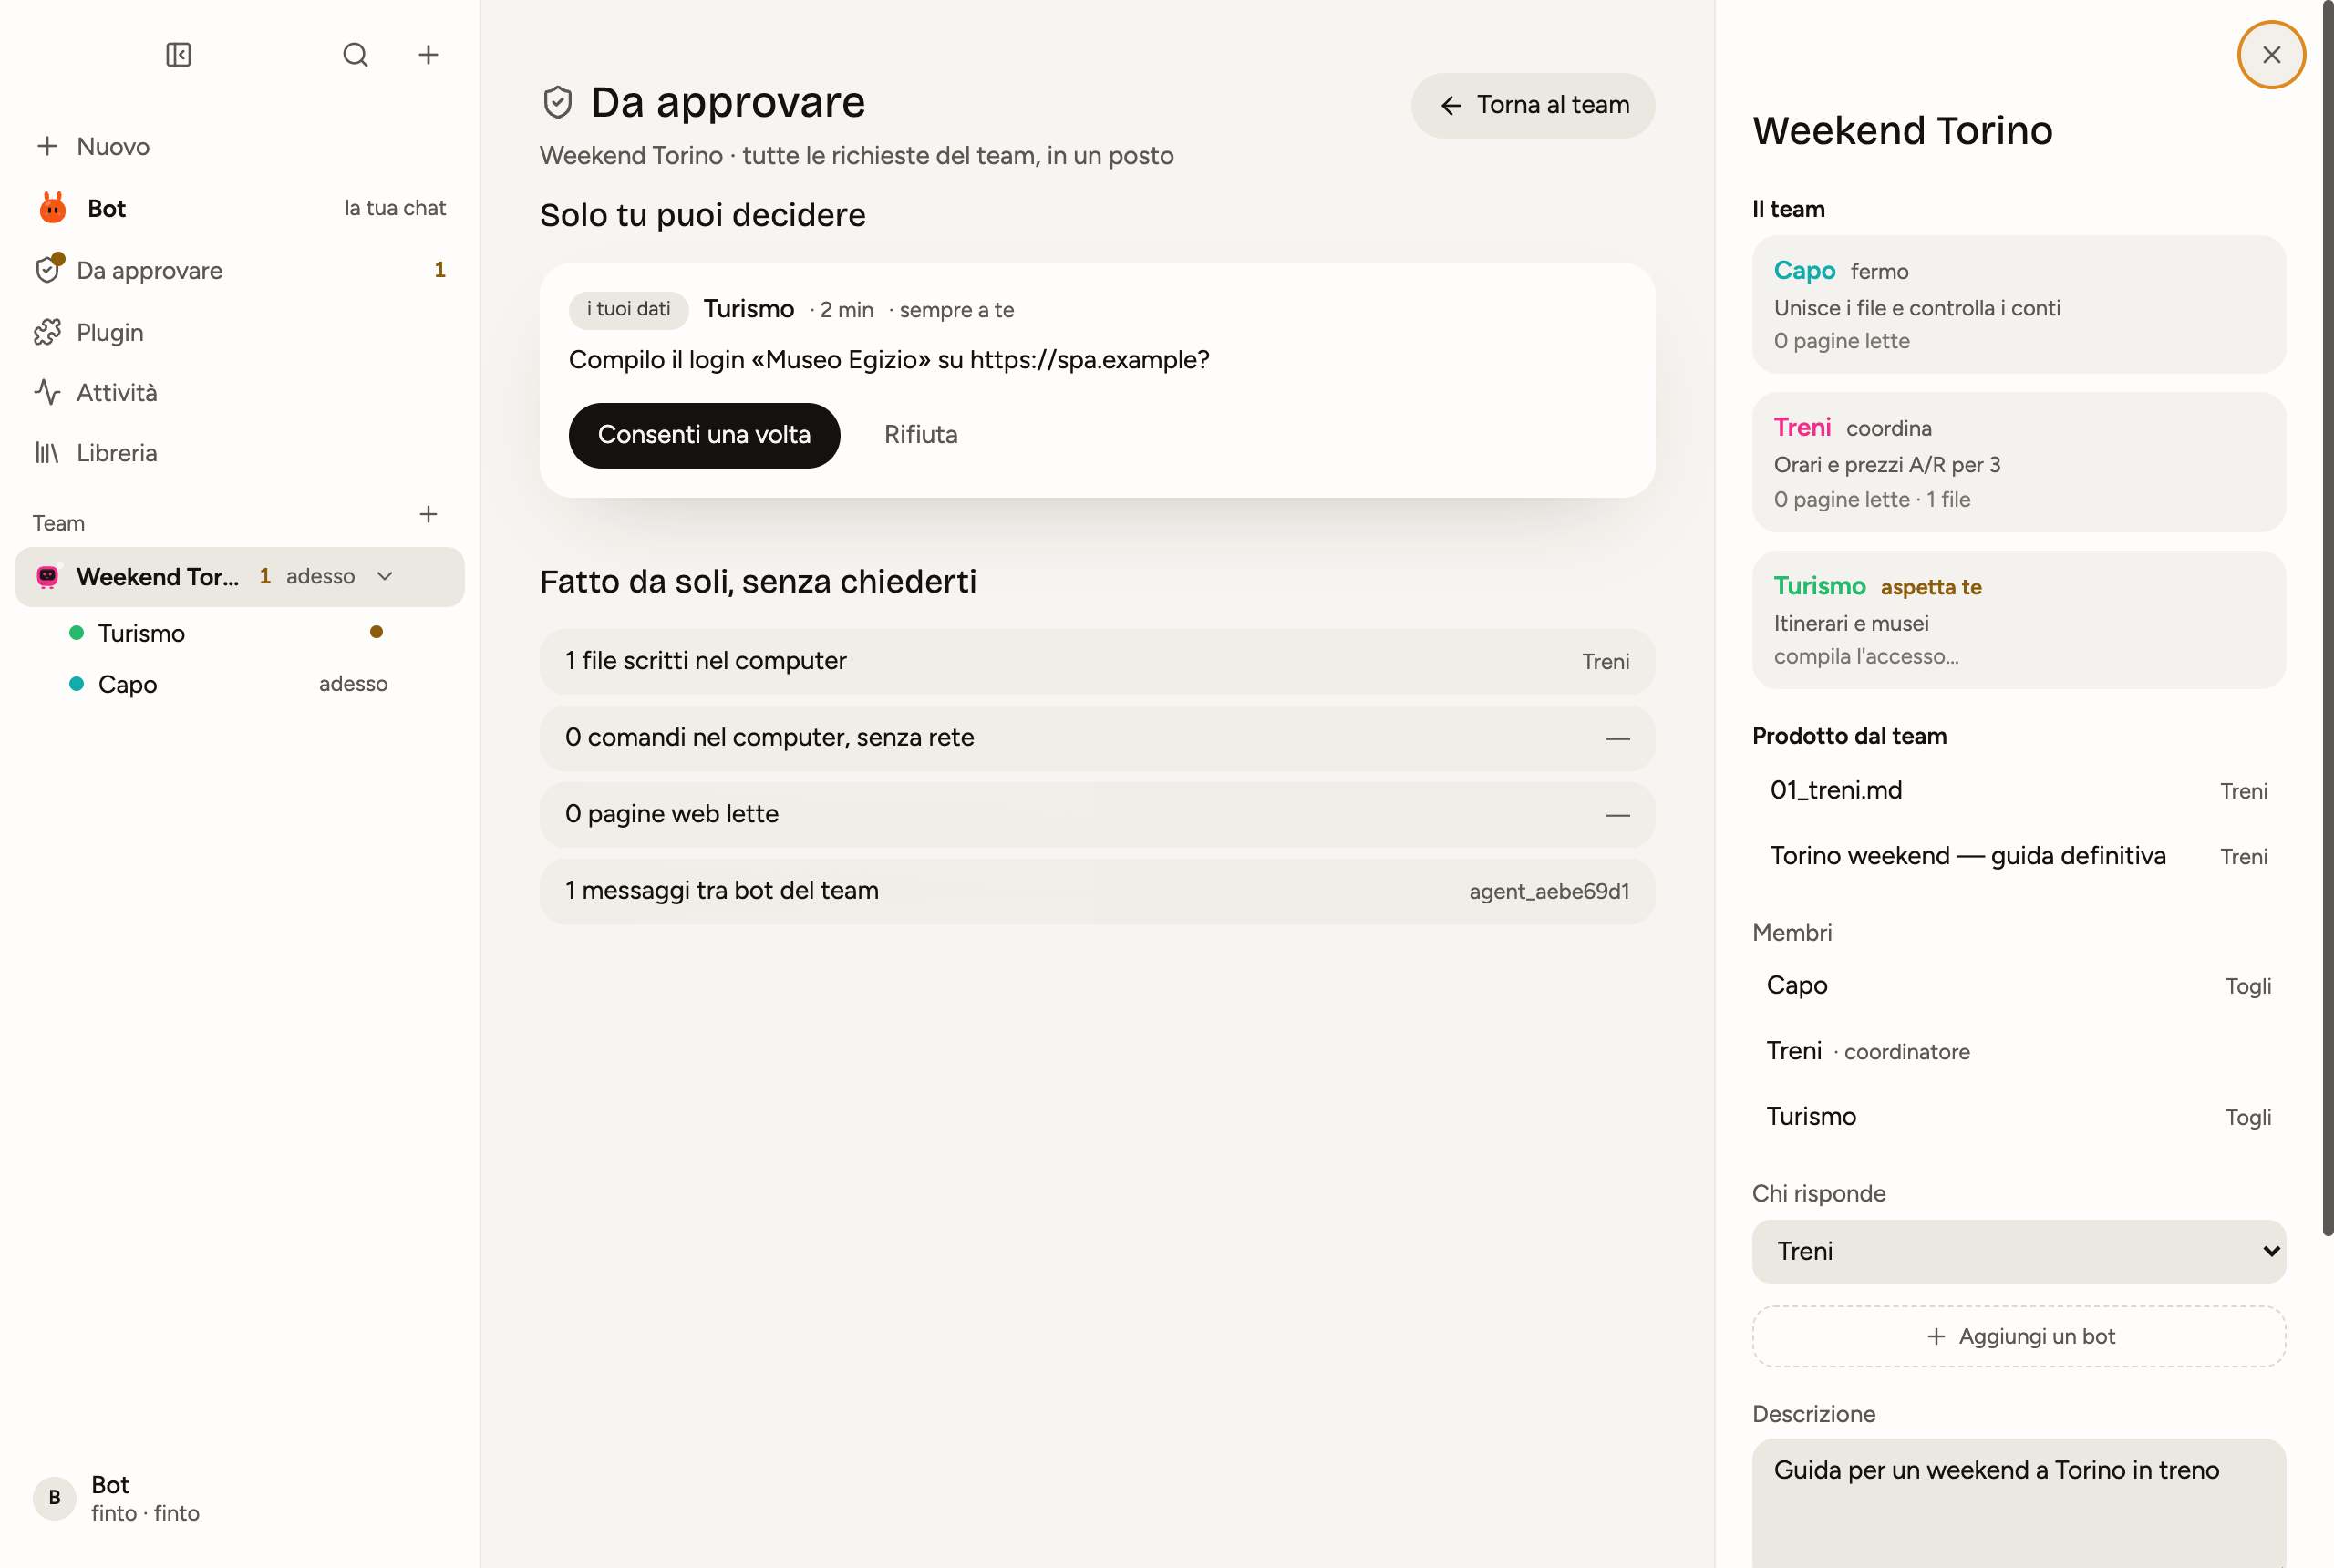 Nuovo
Bot la tua chat
Da approvare 1
Plugin
Attività
Libreria
Team
Weekend Tor... 1 adesso
Turismo
Capo adesso
B
Bot
finto · finto
Da approvare
Torna al team
Weekend Torino · tutte le richieste del team, in un posto
Solo tu puoi decidere
i tuoi dati Turismo · 2 min · sempre a te
Compilo il login «Museo Egizio» su https://spa.example?
Consenti una volta Rifiuta
Fatto da soli, senza chiederti
1 file scritti nel computer Treni
0 comandi nel computer, senza rete —
0 pagine web lette —
1 messaggi tra bot del team agent_aebe69d1
Weekend Torino
Il team
Capo fermo
Unisce i file e controlla i conti
0 pagine lette
Treni coordina
Orari e prezzi A/R per 3
0 pagine lette · 1 file
Turismo aspetta te
Itinerari e musei
compila l'accesso...
Prodotto dal team
01_treni.md Treni
Torino weekend — guida definitiva Treni
Membri
Capo Togli
Treni · coordinatore
Turismo Togli
Chi risponde
Treni
Aggiungi un bot
Descrizione
Guida per un weekend a Torino in treno